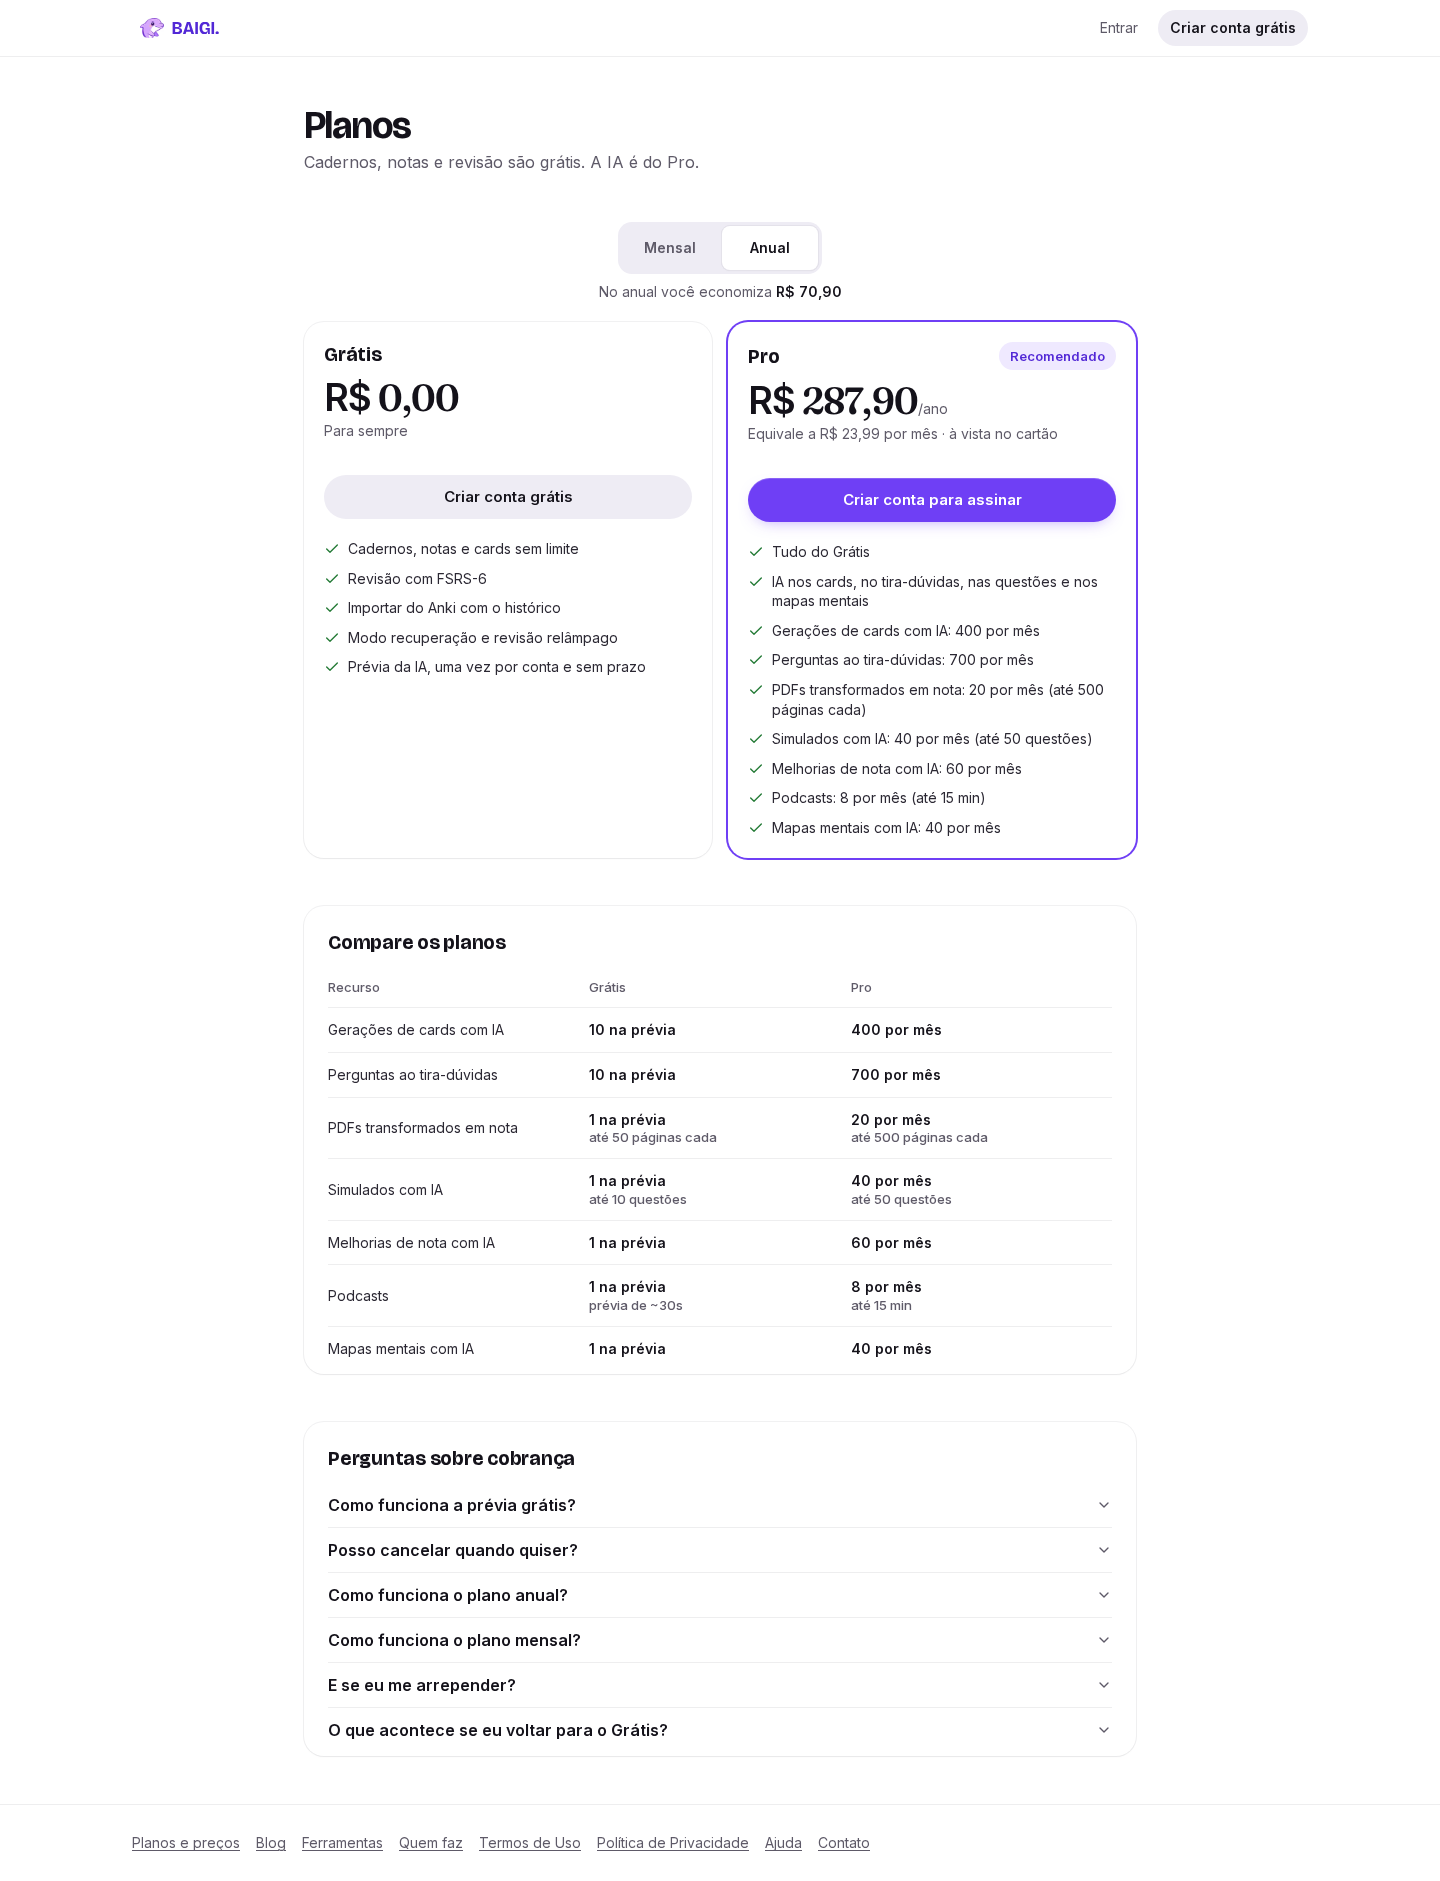 BAIGI.
Entrar
Criar conta grátis
Planos
Cadernos, notas e revisão são grátis. A IA é do Pro.
Mensal
Anual
No anual você economiza R$ 70,90
Grátis
R$ 0,00
Para sempre
Criar conta grátis
Cadernos, notas e cards sem limite
Revisão com FSRS-6
Importar do Anki com o histórico
Modo recuperação e revisão relâmpago
Prévia da IA, uma vez por conta e sem prazo
Pro
Recomendado
R$ 287,90/ano
Equivale a R$ 23,99 por mês · à vista no cartão
Criar conta para assinar
Tudo do Grátis
IA nos cards, no tira-dúvidas, nas questões e nos
mapas mentais
Gerações de cards com IA: 400 por mês
Perguntas ao tira-dúvidas: 700 por mês
PDFs transformados em nota: 20 por mês (até 500
páginas cada)
Simulados com IA: 40 por mês (até 50 questões)
Melhorias de nota com IA: 60 por mês
Podcasts: 8 por mês (até 15 min)
Mapas mentais com IA: 40 por mês
Compare os planos
Recurso
Grátis
Pro
Gerações de cards com IA
10 na prévia
400 por mês
Perguntas ao tira-dúvidas
10 na prévia
700 por mês
PDFs transformados em nota
1 na prévia
até 50 páginas cada
20 por mês
até 500 páginas cada
Simulados com IA
1 na prévia
até 10 questões
40 por mês
até 50 questões
Melhorias de nota com IA
1 na prévia
60 por mês
Podcasts
1 na prévia
prévia de ~30s
8 por mês
até 15 min
Mapas mentais com IA
1 na prévia
40 por mês
Perguntas sobre cobrança
Como funciona a prévia grátis?
Posso cancelar quando quiser?
Como funciona o plano anual?
Como funciona o plano mensal?
E se eu me arrepender?
O que acontece se eu voltar para o Grátis?
Planos e preços
Blog
Ferramentas
Quem faz
Termos de Uso
Política de Privacidade
Ajuda
Contato